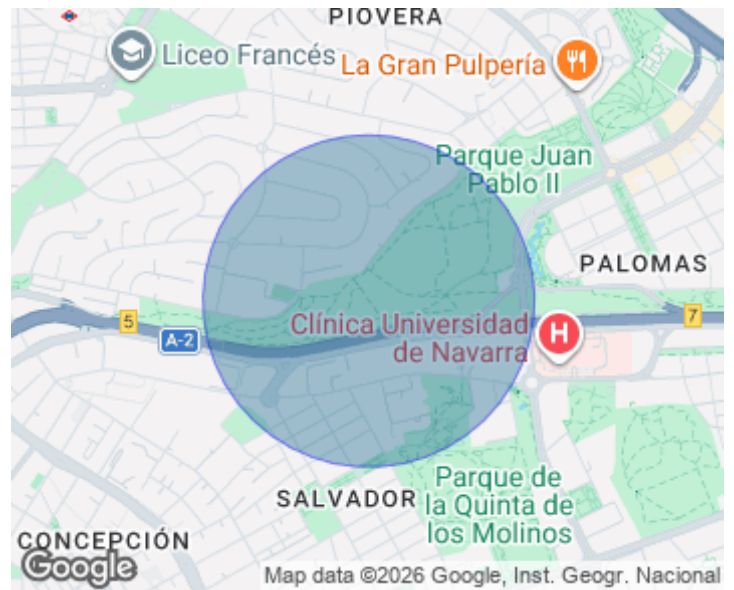 PIOVERA
Liceo Francés
La Gran Pulpería
Parque Juan
Pablo II
PALOMAS
5
7
A-2
Clínica Universidad
de Navarra
H
Parque de
la Quinta de
los Molinos
SALVADOR
CONCEPCIÓN
Google
Map data ©2026 Google, Inst. Geogr. Nacional